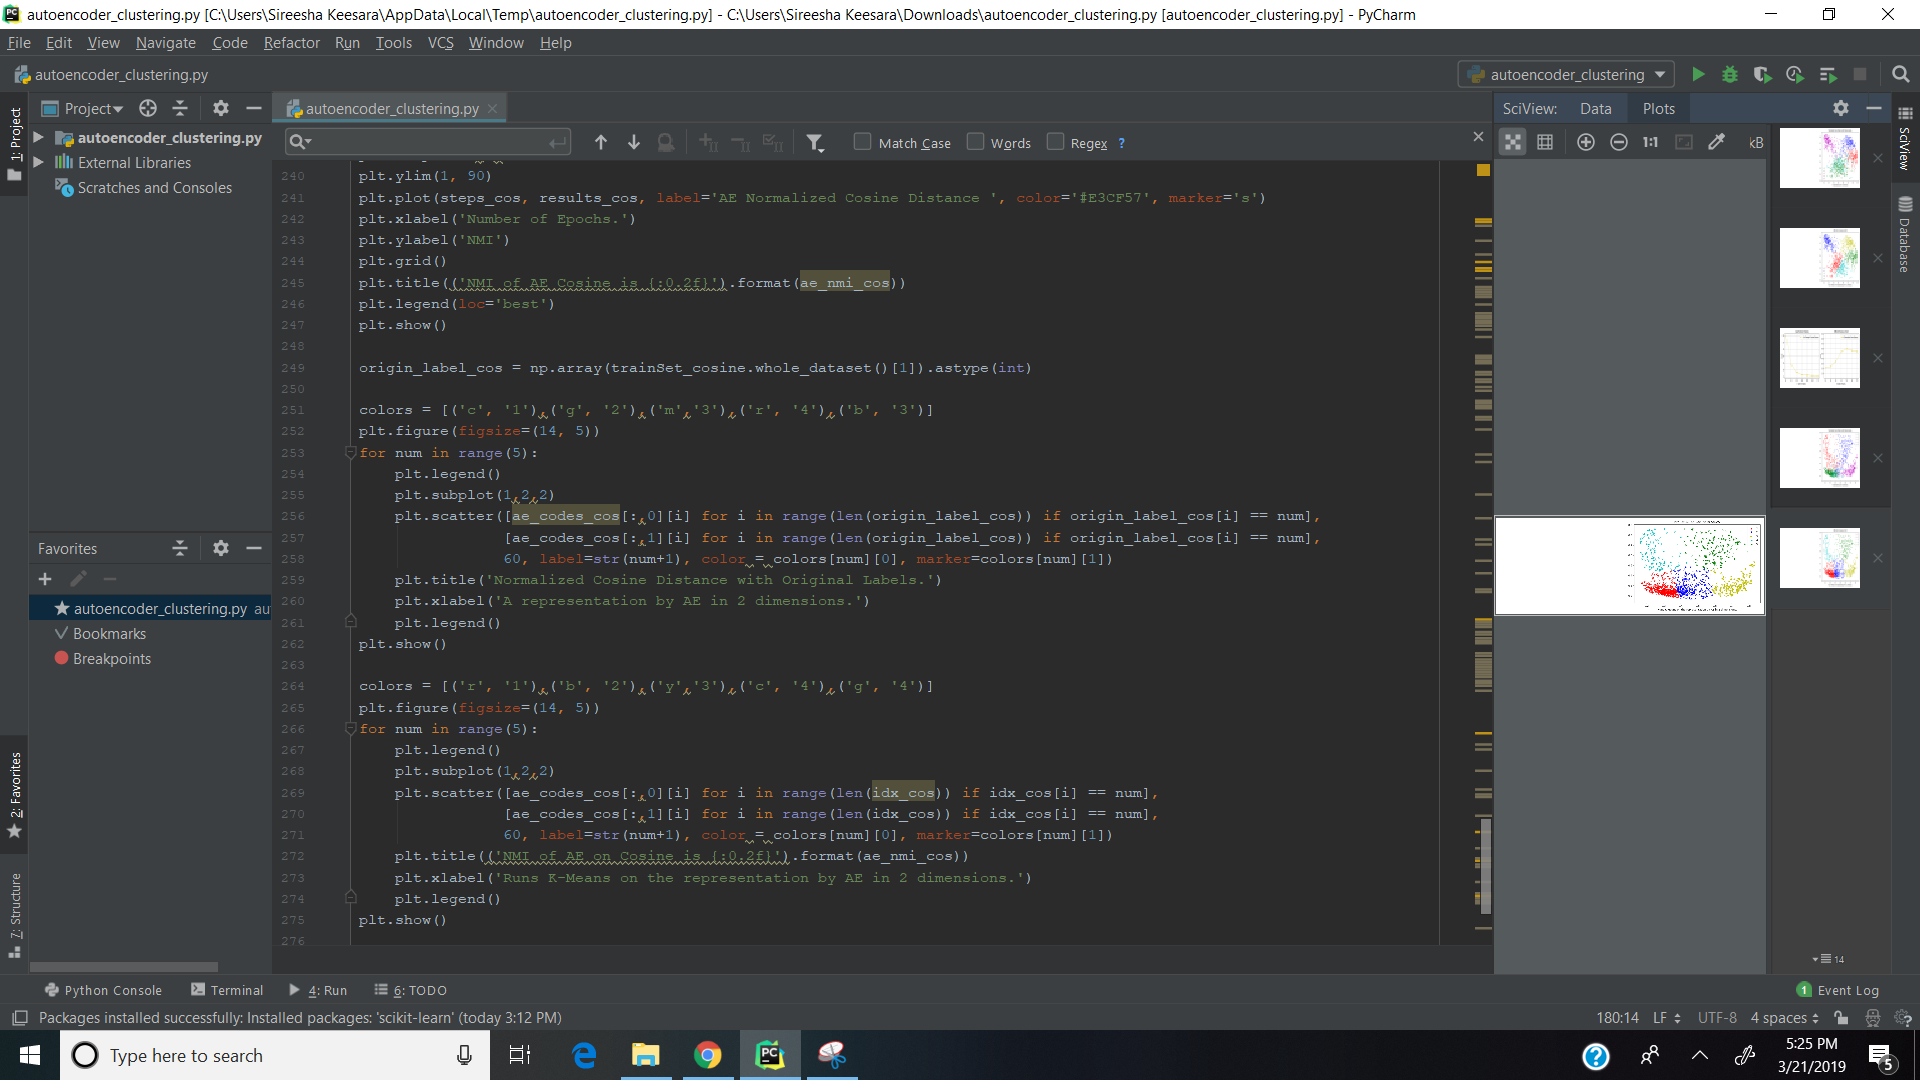 autoencoder_clustering.py [C:\Users\Sireesha Keesara\AppData\Local\Temp\autoencoder_clustering.py] - C:\Users\Sireesha Keesara\Downloads\autoencoder_clustering.py [autoencoder_clustering.py] - PyCharm
File Edit View Navigate Code Refactor Run Tools VCS Window Help
autoencoder_clustering.py
autoencoder_clustering
1: Project
Project
autoencoder_clustering.py
External Libraries
Scratches and Consoles
autoencoder_clustering.py
Match Case Words Regex ?
240 plt.ylim(1, 90)
241 plt.plot(steps_cos, results_cos, label='AE Normalized Cosine Distance ', color='#E3CF57', marker='s')
242 plt.xlabel('Number of Epochs.')
243 plt.ylabel('NMI')
244 plt.grid()
245 plt.title(('NMI of AE Cosine is {:0.2f}').format(ae_nmi_cos))
246 plt.legend(loc='best')
247 plt.show()
248
249 origin_label_cos = np.array(trainSet_cosine.whole_dataset()[1]).astype(int)
250
251 colors = [('c', '1'),('g', '2'),('m','3'),('r', '4'),('b', '3')]
252 plt.figure(figsize=(14, 5))
253 for num in range(5):
254 plt.legend()
255 plt.subplot(1,2,2)
256 plt.scatter([ae_codes_cos[:,0][i] for i in range(len(origin_label_cos)) if origin_label_cos[i] == num],
257 [ae_codes_cos[:,1][i] for i in range(len(origin_label_cos)) if origin_label_cos[i] == num],
258 60, label=str(num+1), color = colors[num][0], marker=colors[num][1])
259 plt.title('Normalized Cosine Distance with Original Labels.')
260 plt.xlabel('A representation by AE in 2 dimensions.')
261 plt.legend()
262 plt.show()
263
264 colors = [('r', '1'),('b', '2'),('y','3'),('c', '4'),('g', '4')]
265 plt.figure(figsize=(14, 5))
266 for num in range(5):
267 plt.legend()
268 plt.subplot(1,2,2)
269 plt.scatter([ae_codes_cos[:,0][i] for i in range(len(idx_cos)) if idx_cos[i] == num],
270 [ae_codes_cos[:,1][i] for i in range(len(idx_cos)) if idx_cos[i] == num],
271 60, label=str(num+1), color = colors[num][0], marker=colors[num][1])
272 plt.title(('NMI of AE on Cosine is {:0.2f}').format(ae_nmi_cos))
273 plt.xlabel('Runs K-Means on the representation by AE in 2 dimensions.')
274 plt.legend()
275 plt.show()
276
SciView: Data Plots
1:1 kB
14
SciView
Database
Favorites
autoencoder_clustering.py au
Bookmarks
Breakpoints
2: Favorites
7: Structure
Python Console Terminal 4: Run 6: TODO
1 Event Log
Packages installed successfully: Installed packages: 'scikit-learn' (today 3:12 PM)
180:14 LF UTF-8 4 spaces
Type here to search
PC
5:25 PM
3/21/2019
5